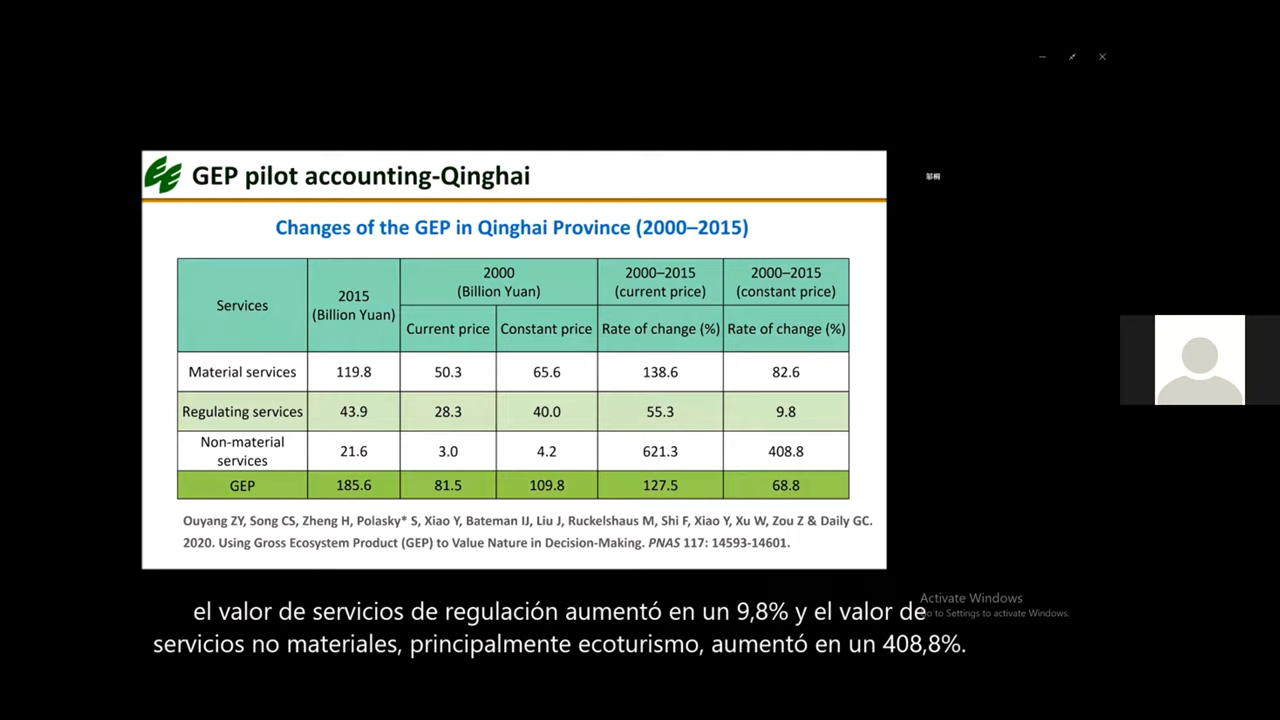 GEP pilot accounting-Qinghai
邹桐
Changes of the GEP in Qinghai Province (2000–2015)
Services
2015
(Billion Yuan)
2000
(Billion Yuan)
2000–2015
(current price)
2000–2015
(constant price)
Current price
Constant price
Rate of change (%)
Rate of change (%)
Material services 119.8 50.3 65.6 138.6 82.6
Regulating services 43.9 28.3 40.0 55.3 9.8
Non-material
services
21.6 3.0 4.2 621.3 408.8
GEP 185.6 81.5 109.8 127.5 68.8
Ouyang ZY, Song CS, Zheng H, Polasky* S, Xiao Y, Bateman IJ, Liu J, Ruckelshaus M, Shi F, Xiao Y, Xu W, Zou Z & Daily GC.
2020. Using Gross Ecosystem Product (GEP) to Value Nature in Decision-Making. PNAS 117: 14593-14601.
el valor de servicios de regulación aumentó en un 9,8% y el valor de
servicios no materiales, principalmente ecoturismo, aumentó en un 408,8%.
Activate Windows
to Settings to activate Windows.